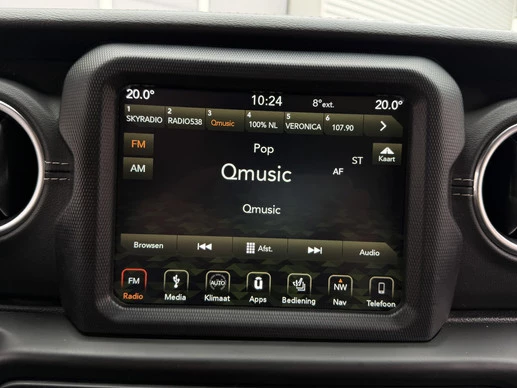 20.0° 10:24 8°ext. 20.0°
1 SKYRADIO 2 RADIO538 3 Qmusic 4 100% NL 5 VERONICA 6 107.90
FM Pop ST Kaart
AF
AM Qmusic
Qmusic
Browsen Afst. Audio
FM AUTO NW
Radio Media Klimaat Apps Bediening Nav Telefoon